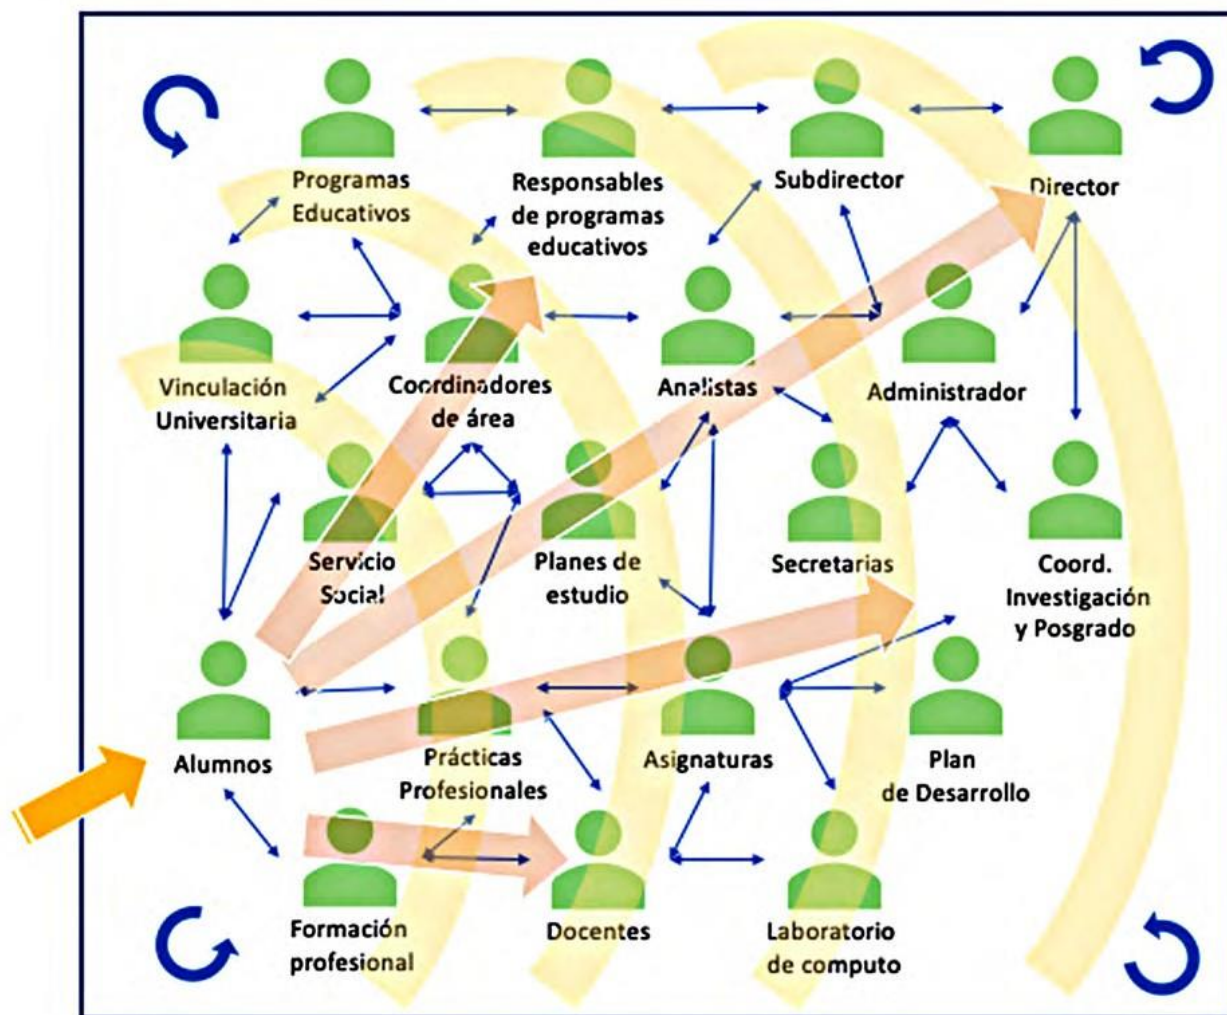 Programas
Educativos
Responsables
de programas
educativos
Subdirector
Director
Vinculación
Universitaria
Coordinadores
de área
Analistas
Administrador
Servicio
Social
Planes de
estudio
Secretarias
Coord.
Investigación
y Posgrado
Alumnos
Prácticas
Profesionales
Asignaturas
Plan
de Desarrollo
Formación
profesional
Docentes
Laboratorio
de computo